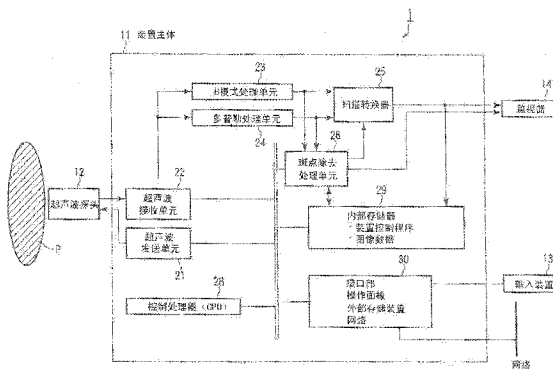 1
11 装置主体
23
B模式处理单元
25
扫描转换器
14
监视器
多普勒处理单元
24
26
斑点除去
处理单元
12
超声波探头
P
22
超声波
接收单元
29
内部存储器
·装置控制程序
·图像数据
超声波
发送单元
21
30
接口部
操作面板
外部存储装置
网络
13
输入装置
28
控制处理器(CPU)
网络